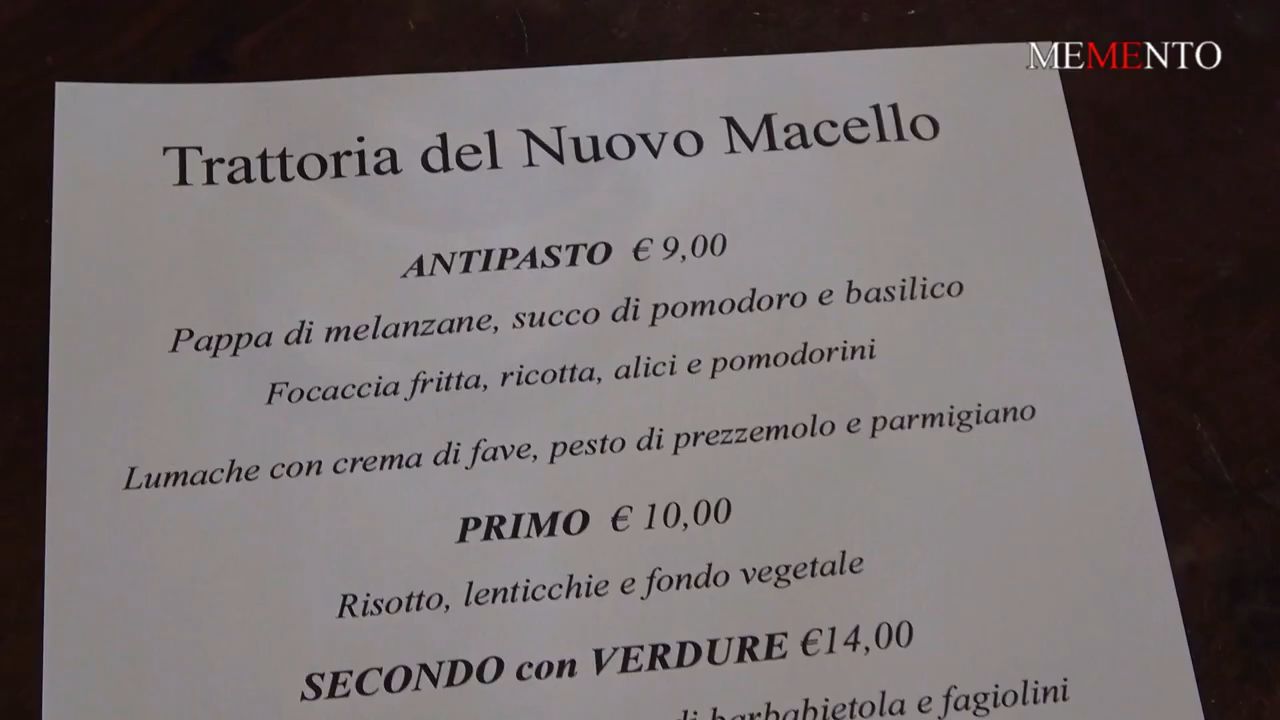 MEMENTO
Trattoria del Nuovo Macello
ANTIPASTO € 9,00
Pappa di melanzane, succo di pomodoro e basilico
Focaccia fritta, ricotta, alici e pomodorini
Lumache con crema di fave, pesto di prezzemolo e parmigiano
PRIMO € 10,00
Risotto, lenticchie e fondo vegetale
SECONDO con VERDURE €14,00
di barbabietola e fagiolini